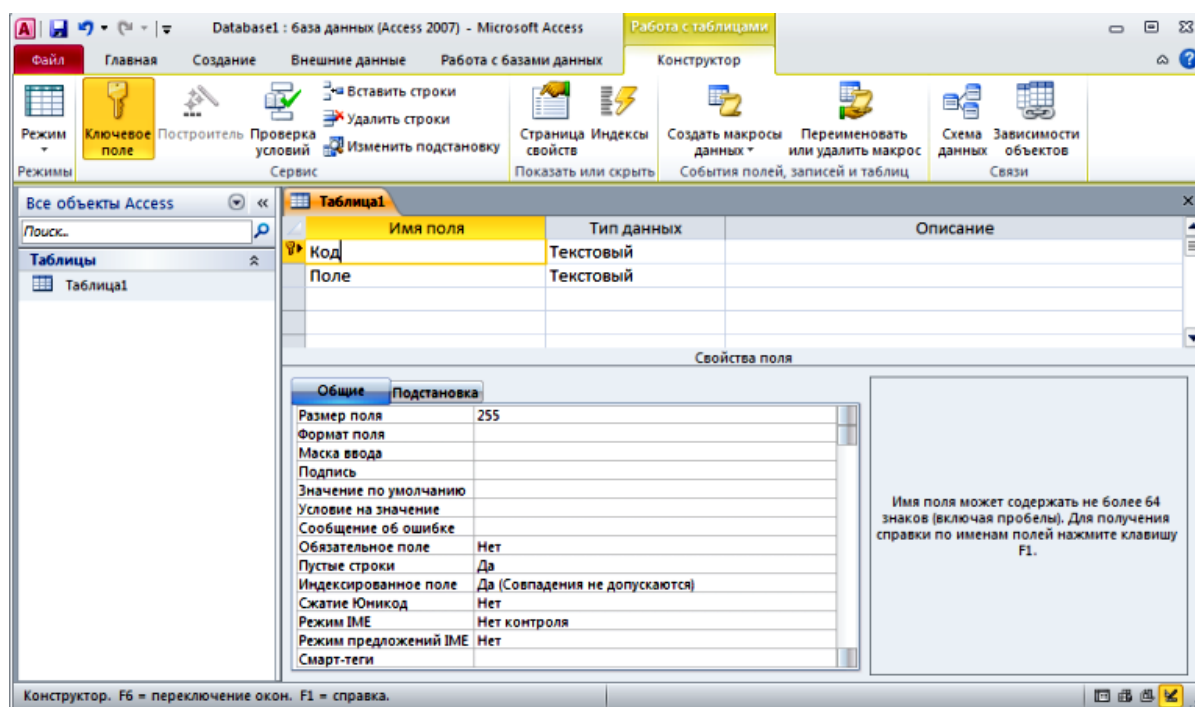 Database1 : база данных (Access 2007) - Microsoft Access
Работа с таблицами
Файл Главная Создание Внешние данные Работа с базами данных Конструктор
Режим
Ключевое поле
Построитель
Проверка условий
Вставить строки
Удалить строки
Изменить подстановку
Страница свойств
Индексы
Создать макросы данных
Переименовать или удалить макрос
Схема данных
Зависимости объектов
Режимы Сервис Показать или скрыть События полей, записей и таблиц Связи
Все объекты Access
Поиск...
Таблицы
Таблица1
Таблица1
Имя поля Тип данных Описание
Код Текстовый
Поле Текстовый
Свойства поля
Общие Подстановка
Размер поля 255
Формат поля
Маска ввода
Подпись
Значение по умолчанию
Условие на значение
Сообщение об ошибке
Обязательное поле Нет
Пустые строки Да
Индексированное поле Да (Совпадения не допускаются)
Сжатие Юникод Нет
Режим IME Нет контроля
Режим предложений IME Нет
Смарт-теги
Имя поля может содержать не более 64
знаков (включая пробелы). Для получения
справки по именам полей нажмите клавишу
F1.
Конструктор. F6 = переключение окон. F1 = справка.